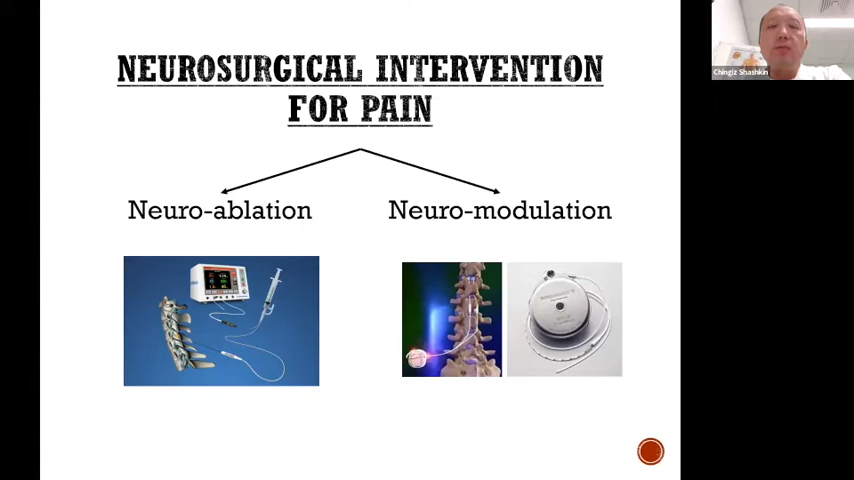 NEUROSURGICAL INTERVENTION
FOR PAIN
Neuro-ablation
Neuro-modulation
Chingiz Shashkin